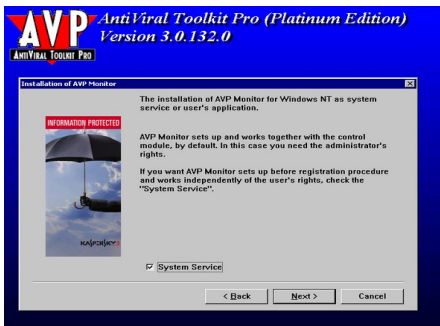 AVP
AntiViral Toolkit Pro
AntiViral Toolkit Pro (Platinum Edition)
Version 3.0.132.0
Installation of AVP Monitor
The installation of AVP Monitor for Windows NT as system
service or user's application.
INFORMATION PROTECTED
AVP Monitor sets up and works together with the control
module, by default. In this case you need the administrator's
rights.
If you want AVP Monitor sets up before registration procedure
and works independently of the user's rights, check the
"System Service".
KASPERSKY
System Service
< Back
Next >
Cancel